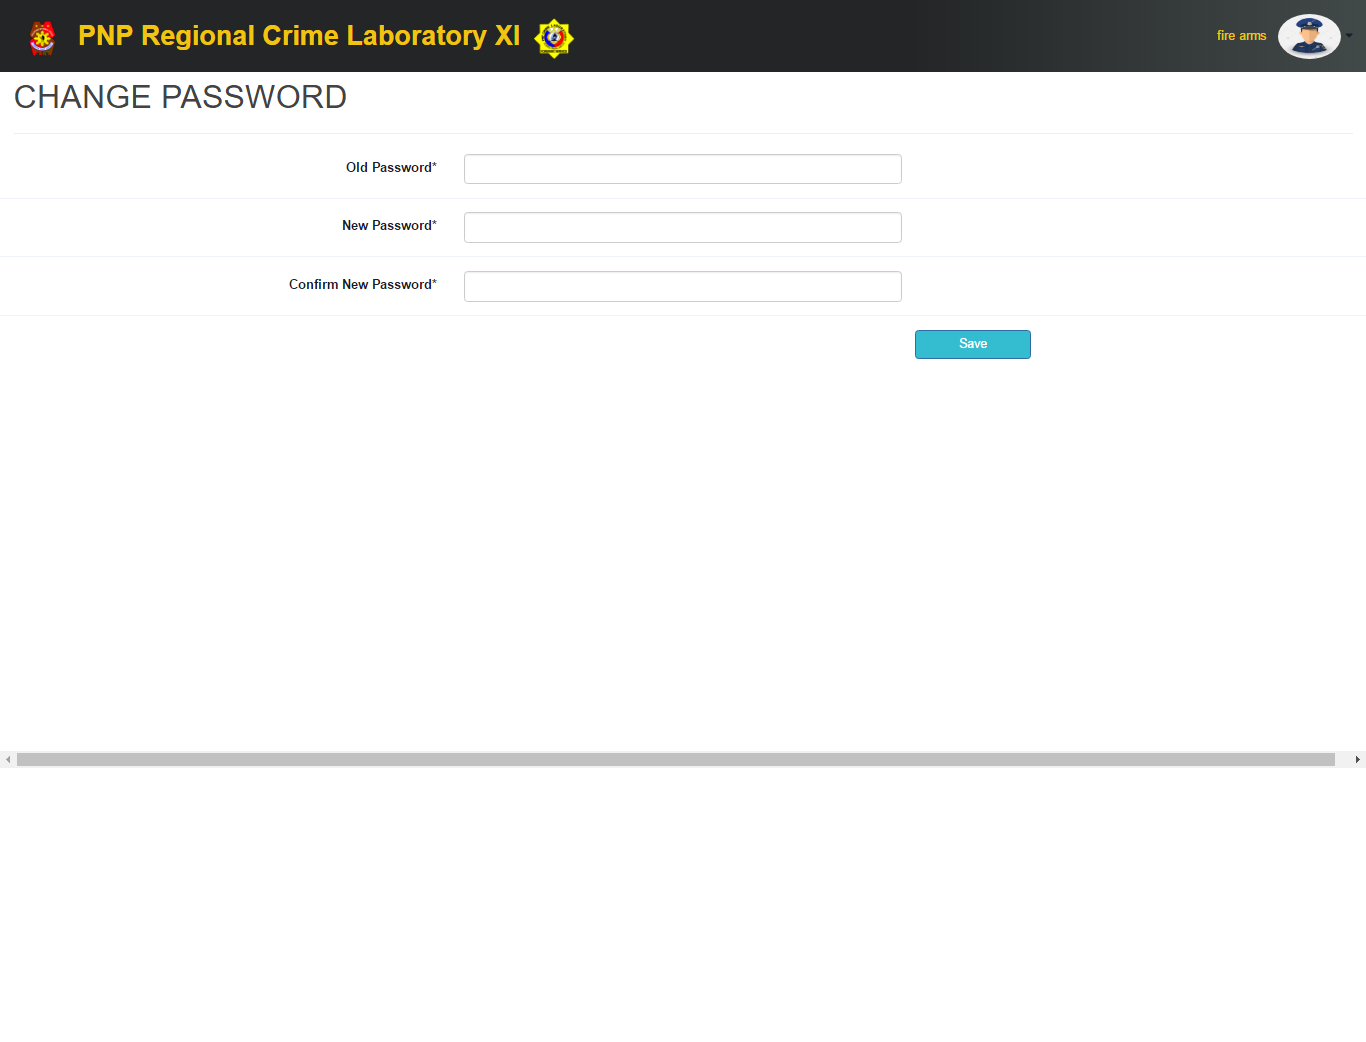 PNP Regional Crime Laboratory XI
fire arms
CHANGE PASSWORD
Old Password*
New Password*
Confirm New Password*
Save